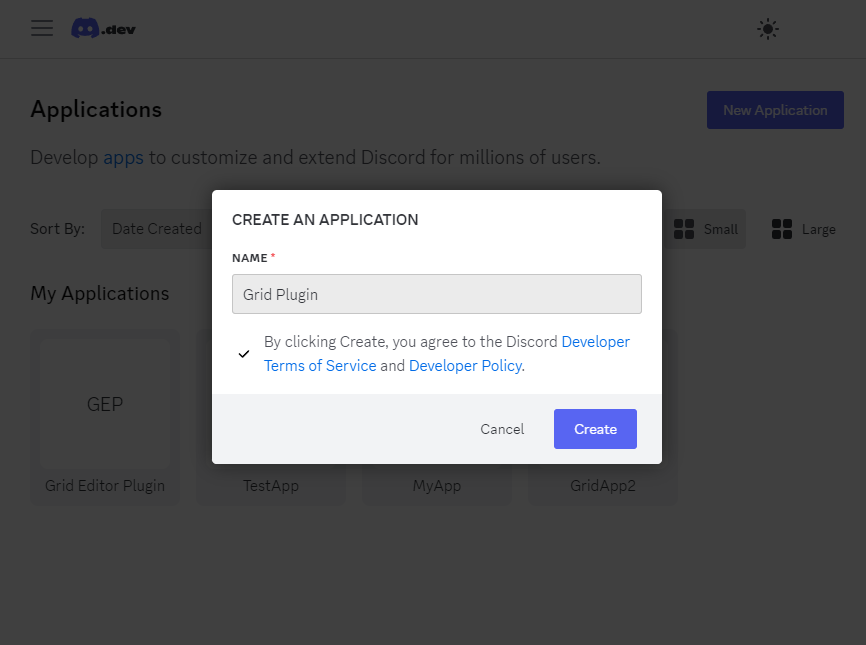 .dev
Applications
New Application
Develop apps to customize and extend Discord for millions of users.
Sort By: Date Created Small Large
CREATE AN APPLICATION
NAME *
Grid Plugin
By clicking Create, you agree to the Discord Developer
Terms of Service and Developer Policy.
Cancel Create
My Applications
GEP
Grid Editor Plugin TestApp MyApp GridApp2